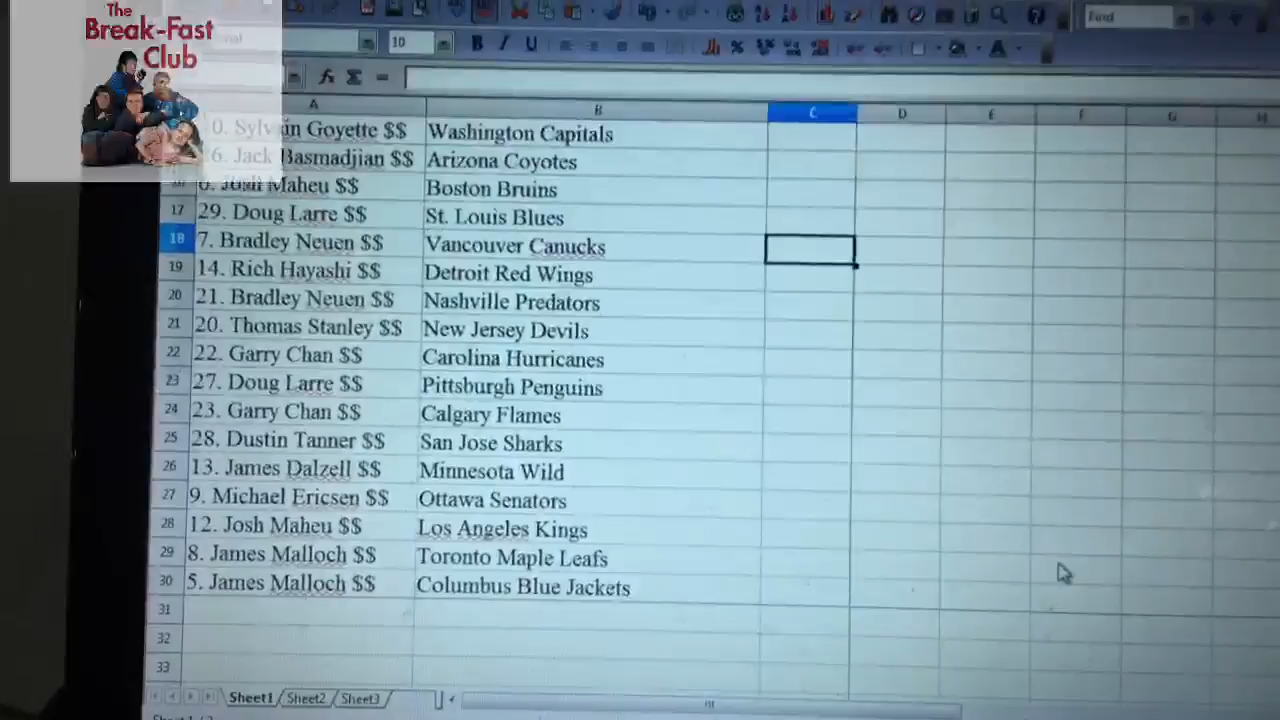 The
Break-Fast
Club
10
B I U
Find
A B C D E F G H
0. Sylvain Goyette $$ Washington Capitals
6. Jack Basmadjian $$ Arizona Coyotes
Josh Maheu $$ Boston Bruins
17 29. Doug Larre $$ St. Louis Blues
18 7. Bradley Neuen $$ Vancouver Canucks
19 14. Rich Hayashi $$ Detroit Red Wings
20 21. Bradley Neuen $$ Nashville Predators
21 20. Thomas Stanley $$ New Jersey Devils
22 22. Garry Chan $$ Carolina Hurricanes
23 27. Doug Larre $$ Pittsburgh Penguins
24 23. Garry Chan $$ Calgary Flames
25 28. Dustin Tanner $$ San Jose Sharks
26 13. James Dalzell $$ Minnesota Wild
27 9. Michael Ericsen $$ Ottawa Senators
28 12. Josh Maheu $$ Los Angeles Kings
29 8. James Malloch $$ Toronto Maple Leafs
30 5. James Malloch $$ Columbus Blue Jackets
31
32
33
Sheet1 Sheet2 Sheet3